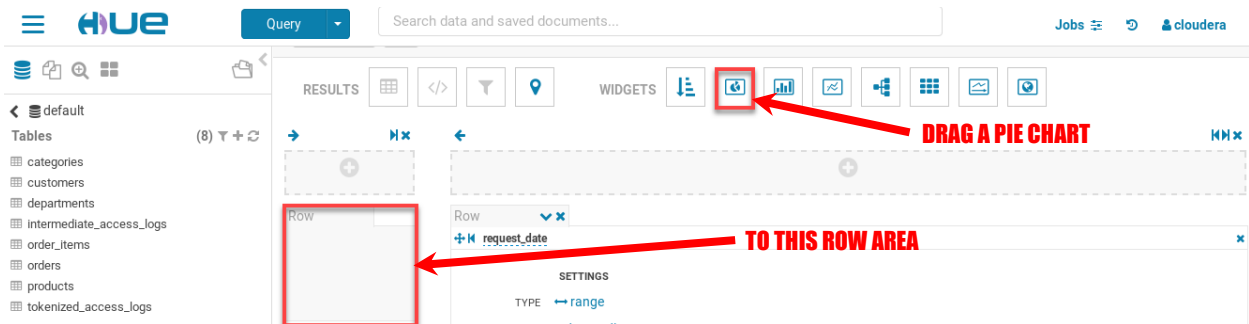 HUE
Query
Search data and saved documents...
Jobs
cloudera
RESULTS
WIDGETS
default
Tables (8)
DRAG A PIE CHART
categories
customers
departments
intermediate_access_logs
order_items
orders
products
tokenized_access_logs
Row
Row
request_date
TO THIS ROW AREA
SETTINGS
TYPE range